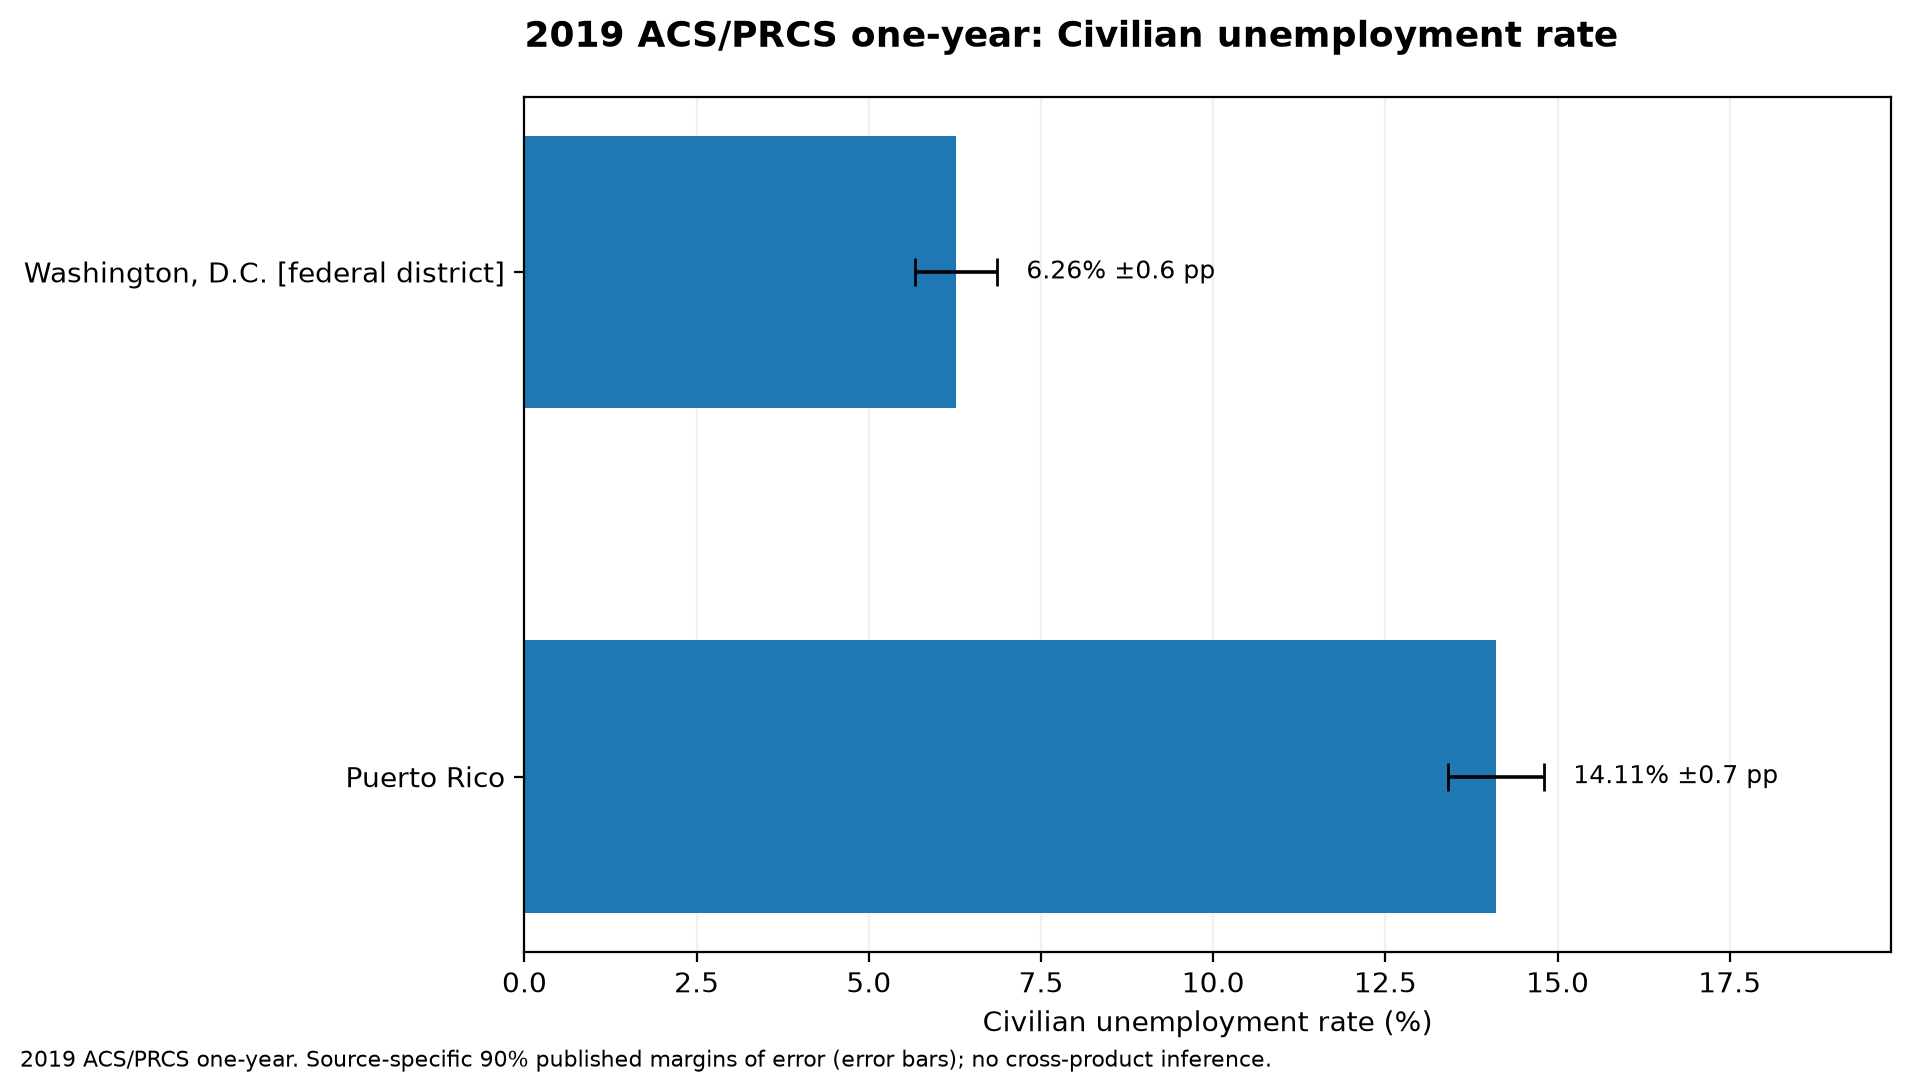 2019 ACS/PRCS one-year: Civilian unemployment rate
Washington, D.C. [federal district]
6.26% ±0.6 pp
Puerto Rico
14.11% ±0.7 pp
0.0 2.5 5.0 7.5 10.0 12.5 15.0 17.5
Civilian unemployment rate (%)
2019 ACS/PRCS one-year. Source-specific 90% published margins of error (error bars); no cross-product inference.